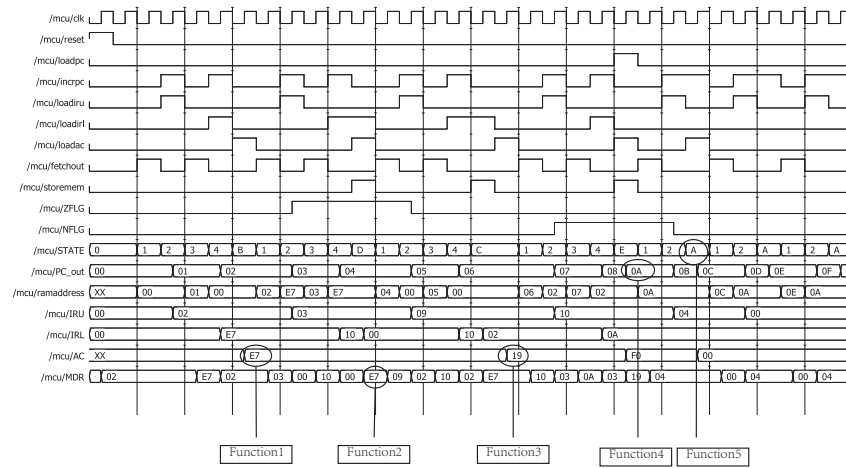 /mcu/clk
/mcu/reset
/mcu/loadpc
/mcu/incrpc
/mcu/loadiru
/mcu/loadirl
/mcu/loadac
/mcu/fetchout
/mcu/storemem
/mcu/ZFLG
/mcu/NFLG
/mcu/STATE 0 1 2 3 4 B 1 2 3 4 D 1 2 3 4 C 1 2 3 4 E 1 2 A 1 2 A 1 2 A
/mcu/PC_out 00 01 02 03 04 05 06 07 08 0A 0B 0C 0D 0E 0F
/mcu/ramaddress XX 00 01 00 02 E7 03 E7 04 00 05 00 06 02 07 02 0A 0C 0A 0E 0A
/mcu/IRU 00 02 03 09 10 04 00
/mcu/IRL 00 E7 10 00 10 02 0A
/mcu/AC XX E7 19 F0 00
/mcu/MDR 02 E7 02 03 00 10 00 E7 09 02 10 02 E7 10 03 0A 03 19 04 00 04 00 04
Function1 Function2 Function3 Function4 Function5